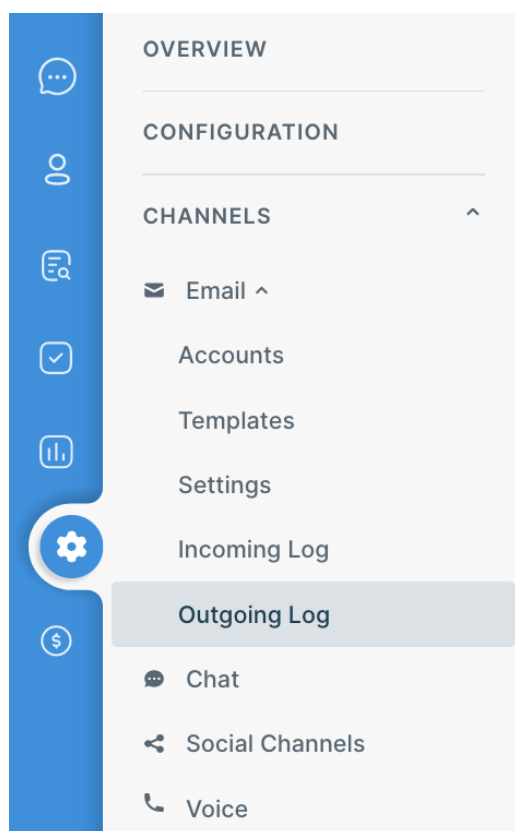 OVERVIEW
CONFIGURATION
CHANNELS
Email
Accounts
Templates
Settings
Incoming Log
Outgoing Log
Chat
Social Channels
Voice